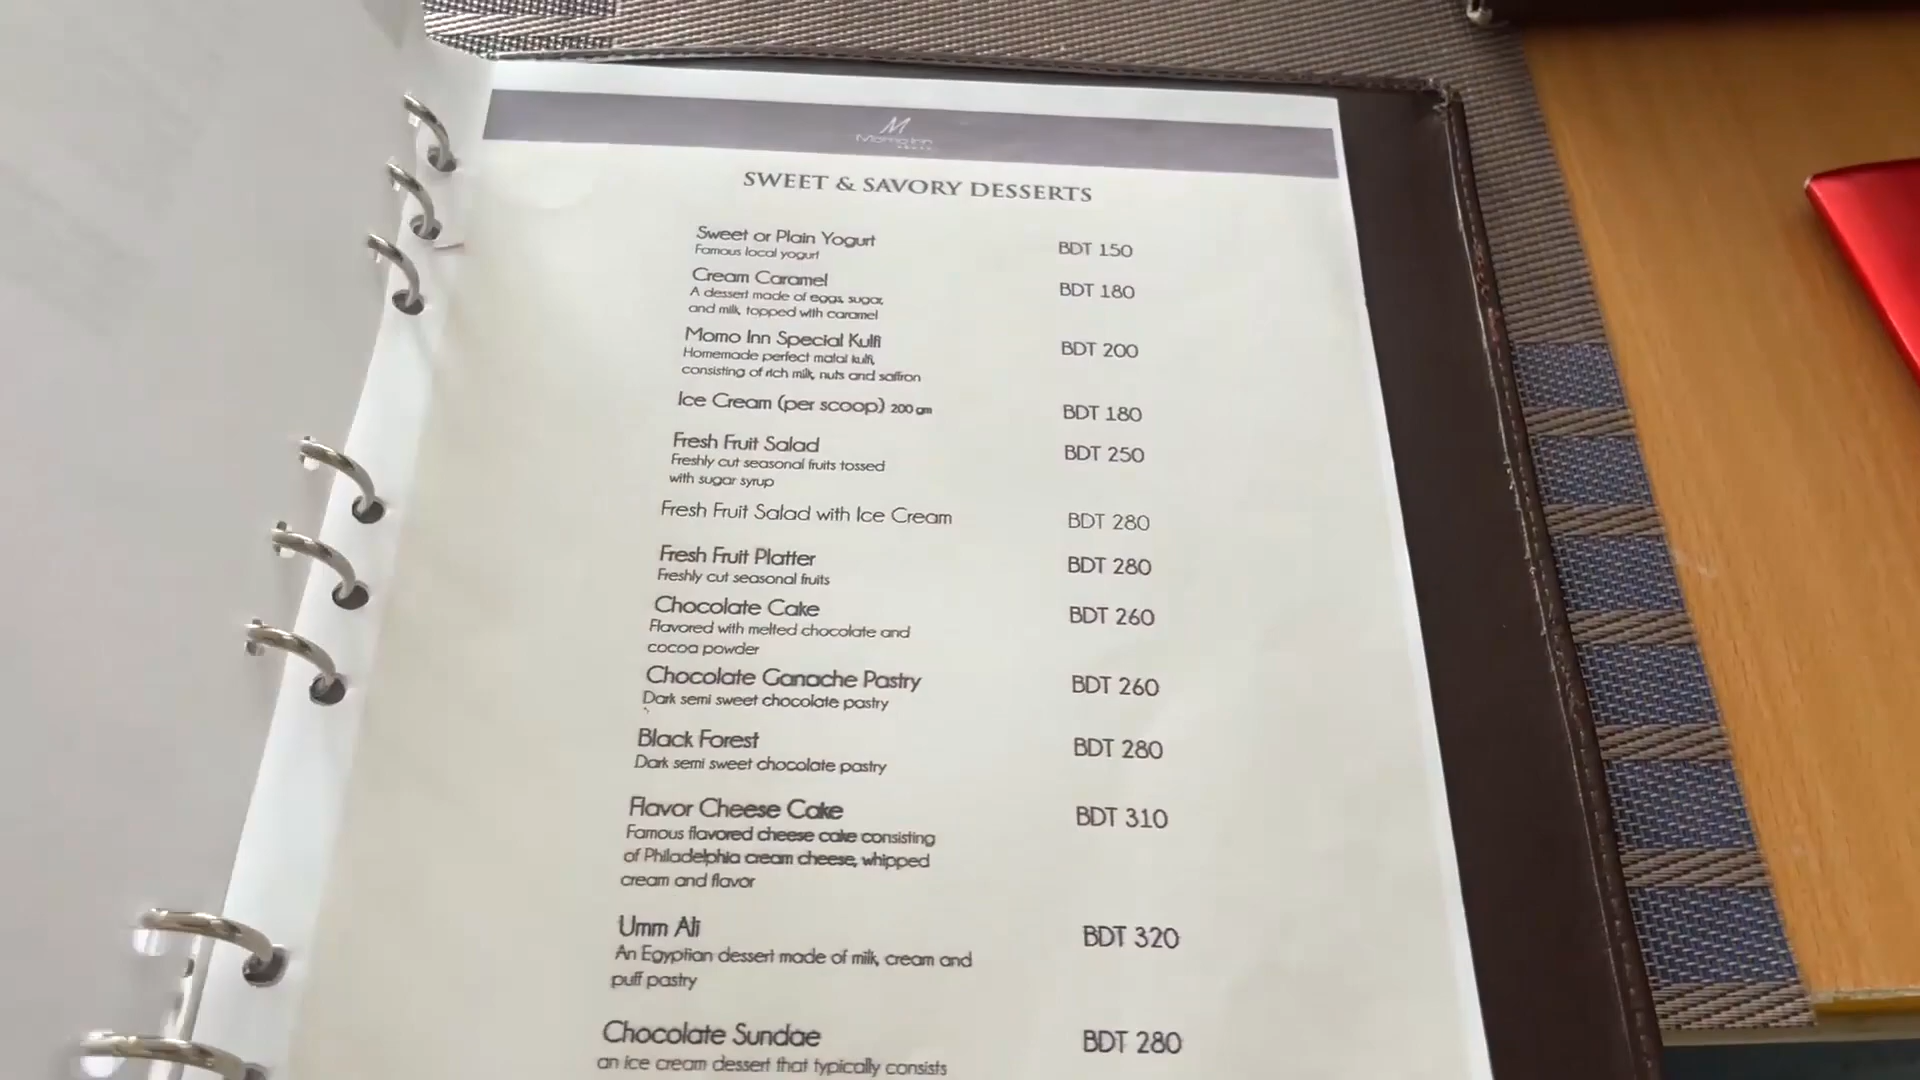 M
Momo Inn
SWEET & SAVORY DESSERTS
Sweet or Plain Yogurt BDT 150
Famous local yogurt
Cream Caramel BDT 180
A dessert made of eggs, sugar,
and milk, topped with caramel
Momo Inn Special Kulfi BDT 200
Homemade perfect malai kulfi,
consisting of rich milk, nuts and saffron
Ice Cream (per scoop) 200 gm BDT 180
Fresh Fruit Salad BDT 250
Freshly cut seasonal fruits tossed
with sugar syrup
Fresh Fruit Salad with Ice Cream BDT 280
Fresh Fruit Platter BDT 280
Freshly cut seasonal fruits
Chocolate Cake BDT 260
Flavored with melted chocolate and
cocoa powder
Chocolate Ganache Pastry BDT 260
Dark semi sweet chocolate pastry
Black Forest BDT 280
Dark semi sweet chocolate pastry
Flavor Cheese Cake BDT 310
Famous flavored cheese cake consisting
of Philadelphia cream cheese, whipped
cream and flavor
Umm Ali BDT 320
An Egyptian dessert made of milk, cream and
puff pastry
Chocolate Sundae BDT 280
an ice cream dessert that typically consists